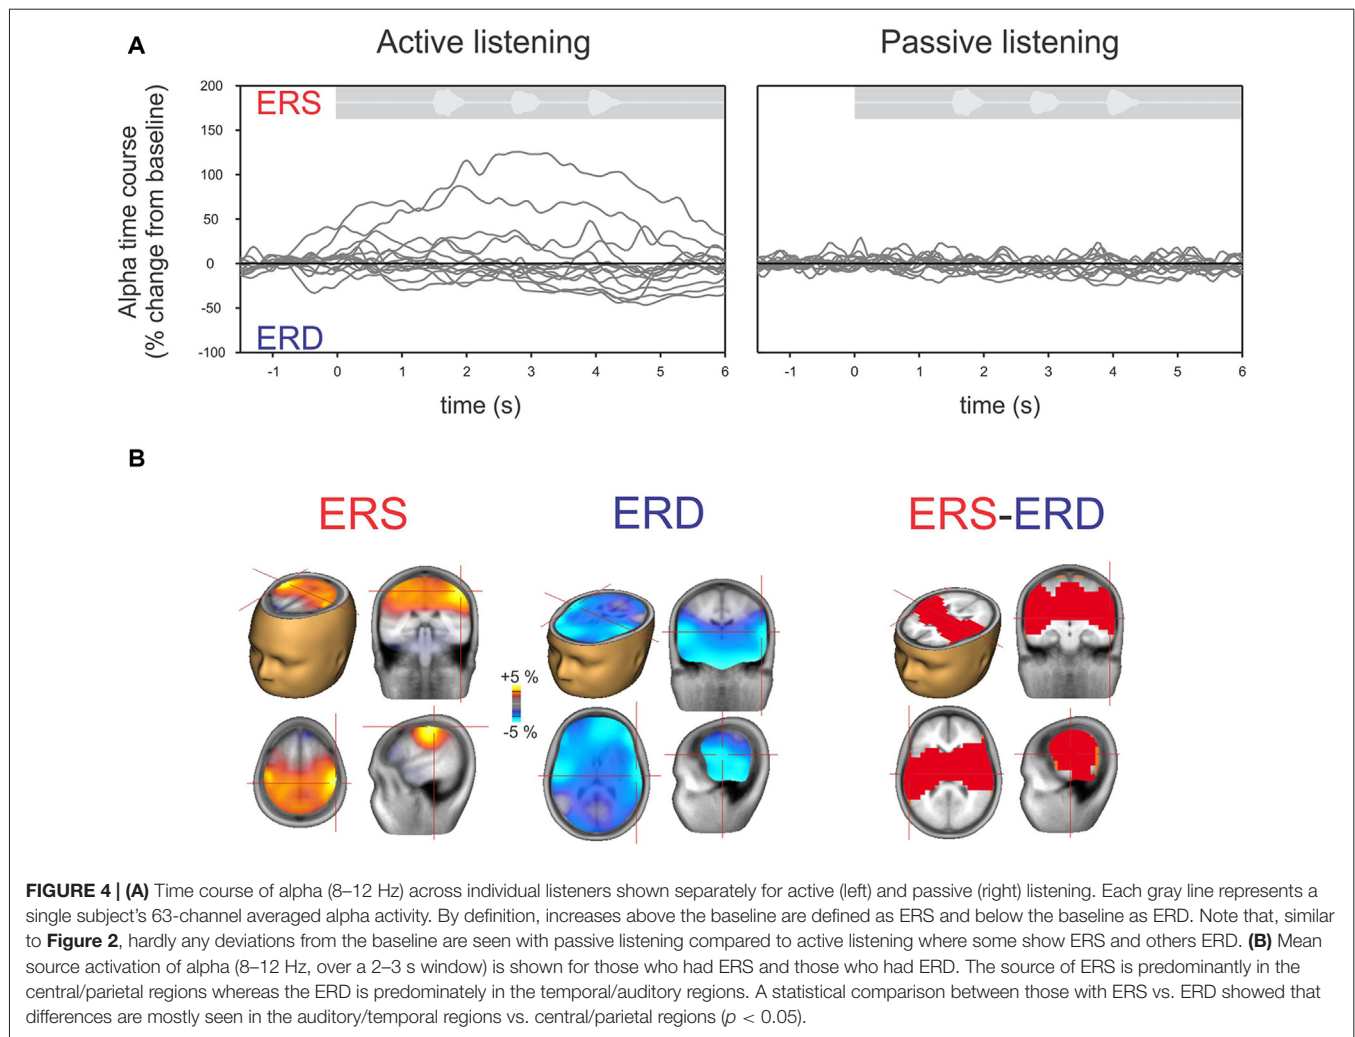 A
Active listening
Passive listening
Alpha time course
(% change from baseline)
200
150
100
50
0
-50
-100
ERS
ERD
-1 0 1 2 3 4 5 6
-1 0 1 2 3 4 5 6
time (s)
time (s)
B
ERS
ERD
ERS-ERD
+5 %
-5 %
FIGURE 4 | (A) Time course of alpha (8–12 Hz) across individual listeners shown separately for active (left) and passive (right) listening. Each gray line represents a
single subject's 63-channel averaged alpha activity. By definition, increases above the baseline are defined as ERS and below the baseline as ERD. Note that, similar
to Figure 2, hardly any deviations from the baseline are seen with passive listening compared to active listening where some show ERS and others ERD. (B) Mean
source activation of alpha (8–12 Hz, over a 2–3 s window) is shown for those who had ERS and those who had ERD. The source of ERS is predominantly in the
central/parietal regions whereas the ERD is predominately in the temporal/auditory regions. A statistical comparison between those with ERS vs. ERD showed that
differences are mostly seen in the auditory/temporal regions vs. central/parietal regions (p < 0.05).